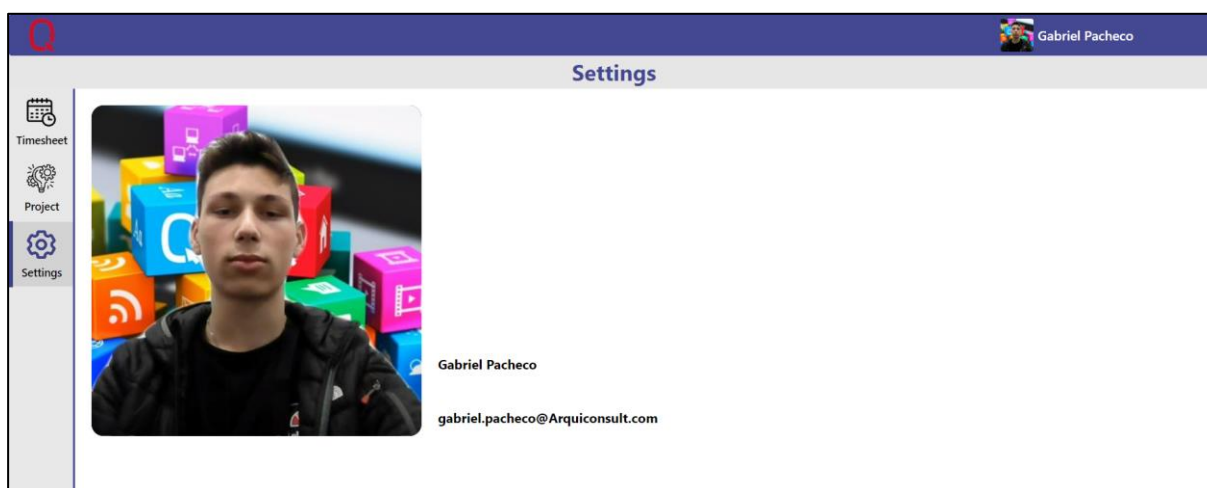 Q
Gabriel Pacheco
Settings
Timesheet
Project
Settings
Gabriel Pacheco
gabriel.pacheco@Arquiconsult.com